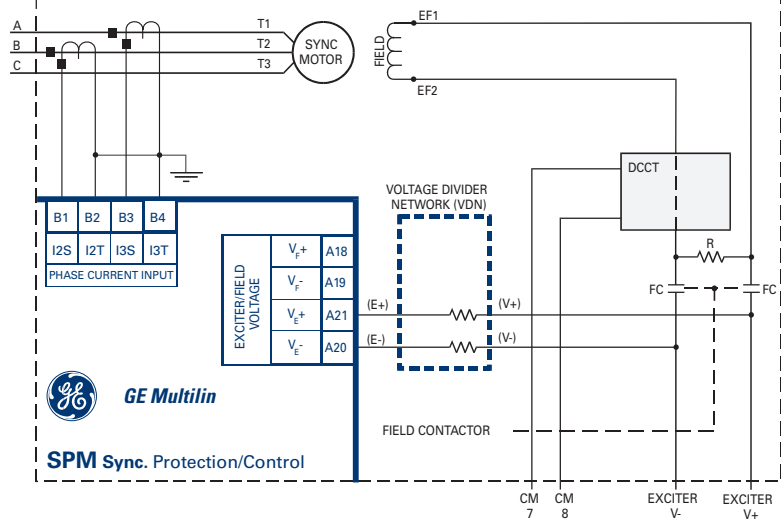 A
B
C
T1
T2
T3
SYNC
MOTOR
FIELD
EF1
EF2
DCCT
R
FC
FC
VOLTAGE DIVIDER
NETWORK (VDN)
B1 B2 B3 B4
I2S I2T I3S I3T
PHASE CURRENT INPUT
EXCITER/FIELD
VOLTAGE
VF+ A18
VF- A19
VE+ A21
VE- A20
(E+)
(E-)
(V+)
(V-)
GE
GE Multilin
SPM Sync. Protection/Control
FIELD CONTACTOR
CM
7
CM
8
EXCITER
V-
EXCITER
V+